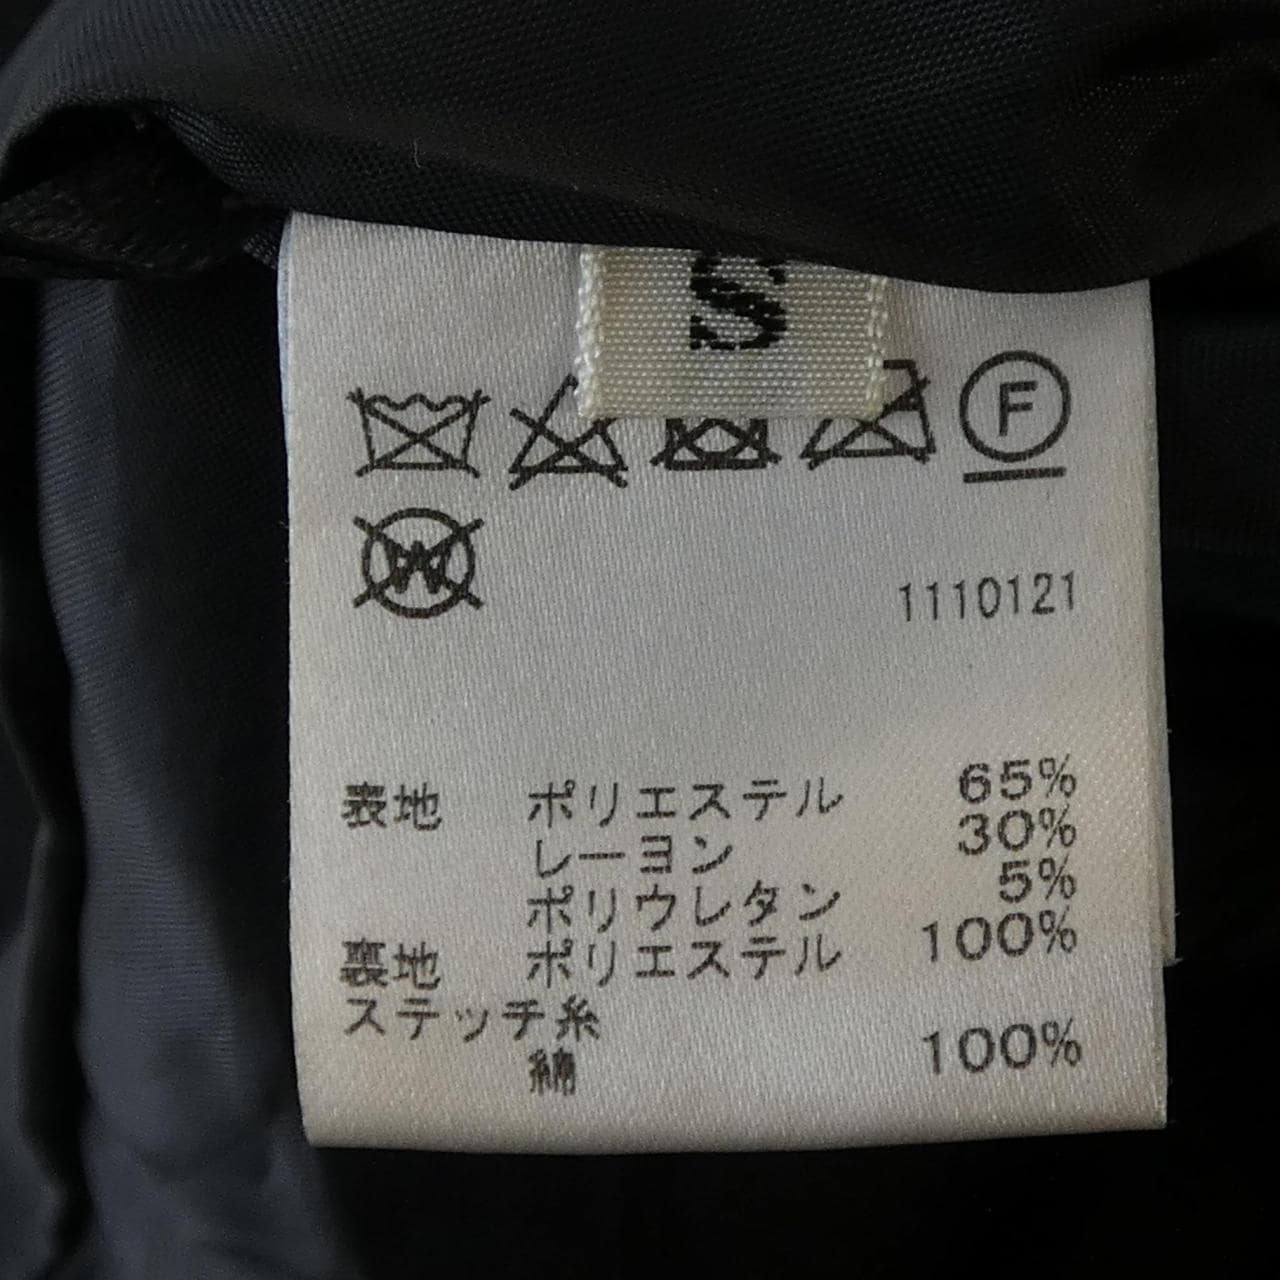 S
F
W
1110121
表地 ポリエステル 65%
レーヨン 30%
ポリウレタン 5%
裏地 ポリエステル 100%
ステッチ糸
綿 100%